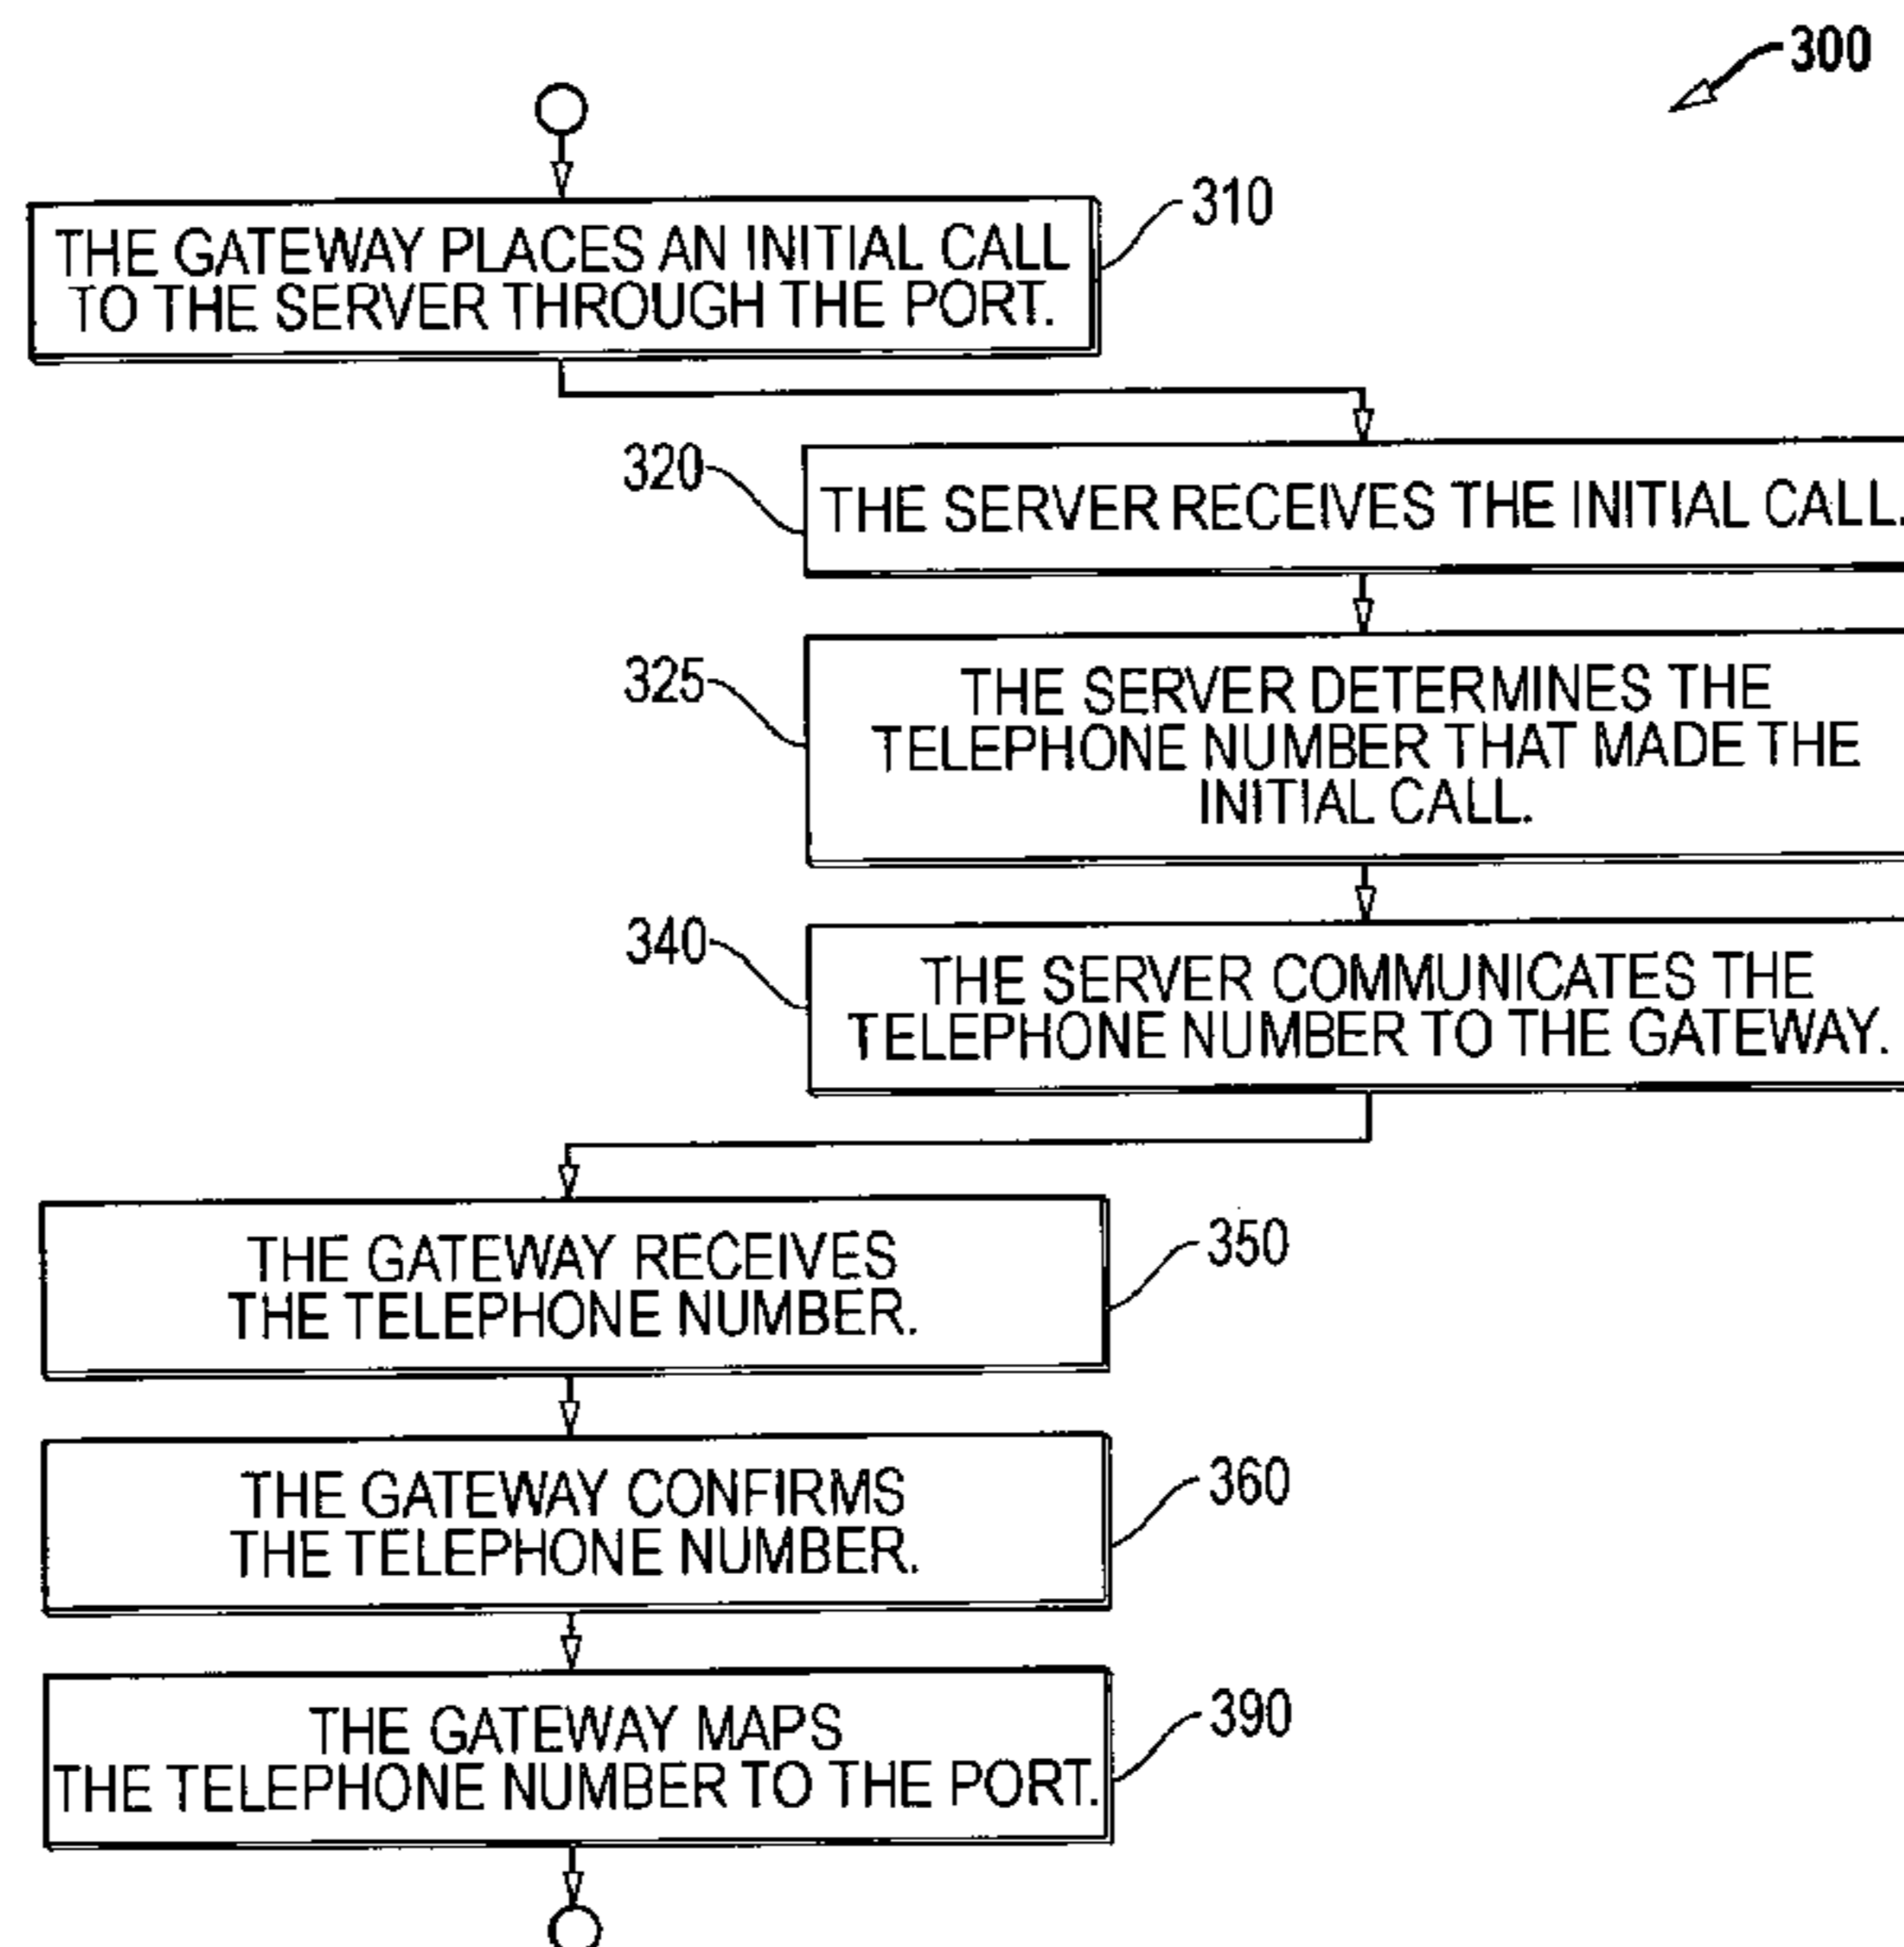 300
310
THE GATEWAY PLACES AN INITIAL CALL
TO THE SERVER THROUGH THE PORT.
320
THE SERVER RECEIVES THE INITIAL CALL.
325
THE SERVER DETERMINES THE
TELEPHONE NUMBER THAT MADE THE
INITIAL CALL.
340
THE SERVER COMMUNICATES THE
TELEPHONE NUMBER TO THE GATEWAY.
350
THE GATEWAY RECEIVES
THE TELEPHONE NUMBER.
360
THE GATEWAY CONFIRMS
THE TELEPHONE NUMBER.
390
THE GATEWAY MAPS
THE TELEPHONE NUMBER TO THE PORT.